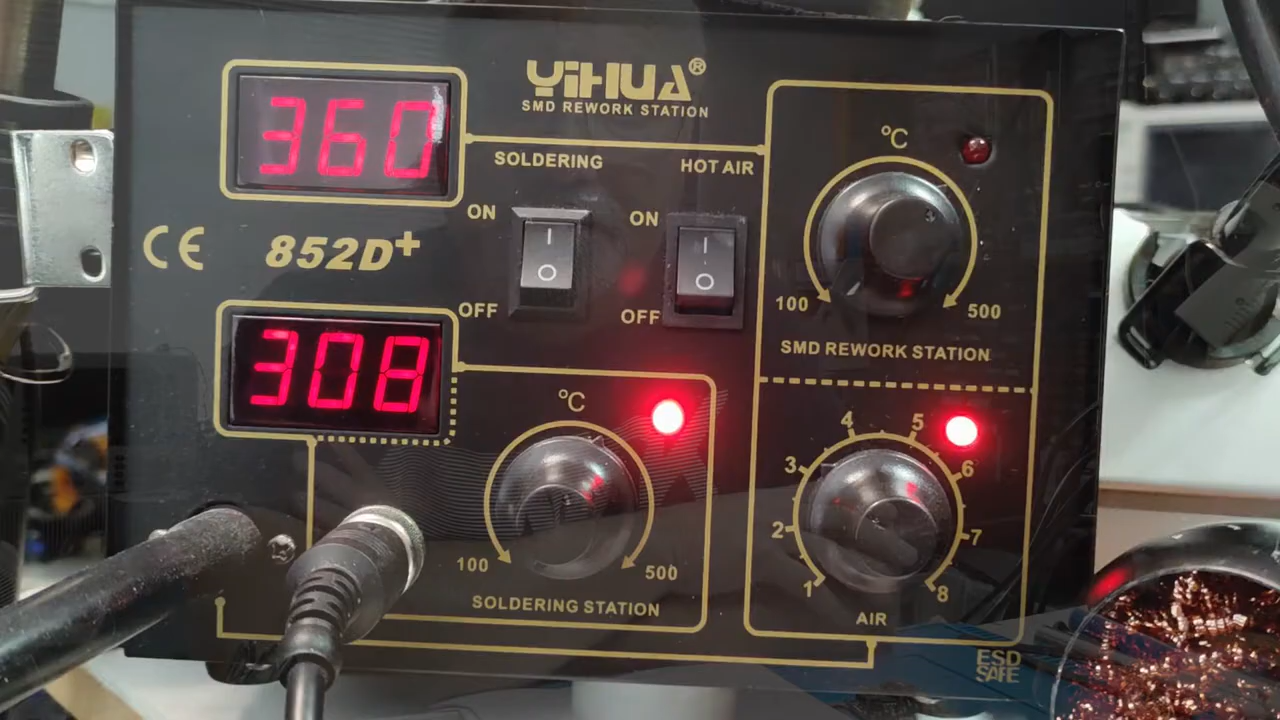 360
YiHUA®
SMD REWORK STATION
SOLDERING
HOT AIR
ON
ON
OFF
OFF
CE
852D+
308
°C
100
500
SMD REWORK STATION
°C
100
500
SOLDERING STATION
1
2
3
4
5
6
7
8
AIR
ESD
SAFE